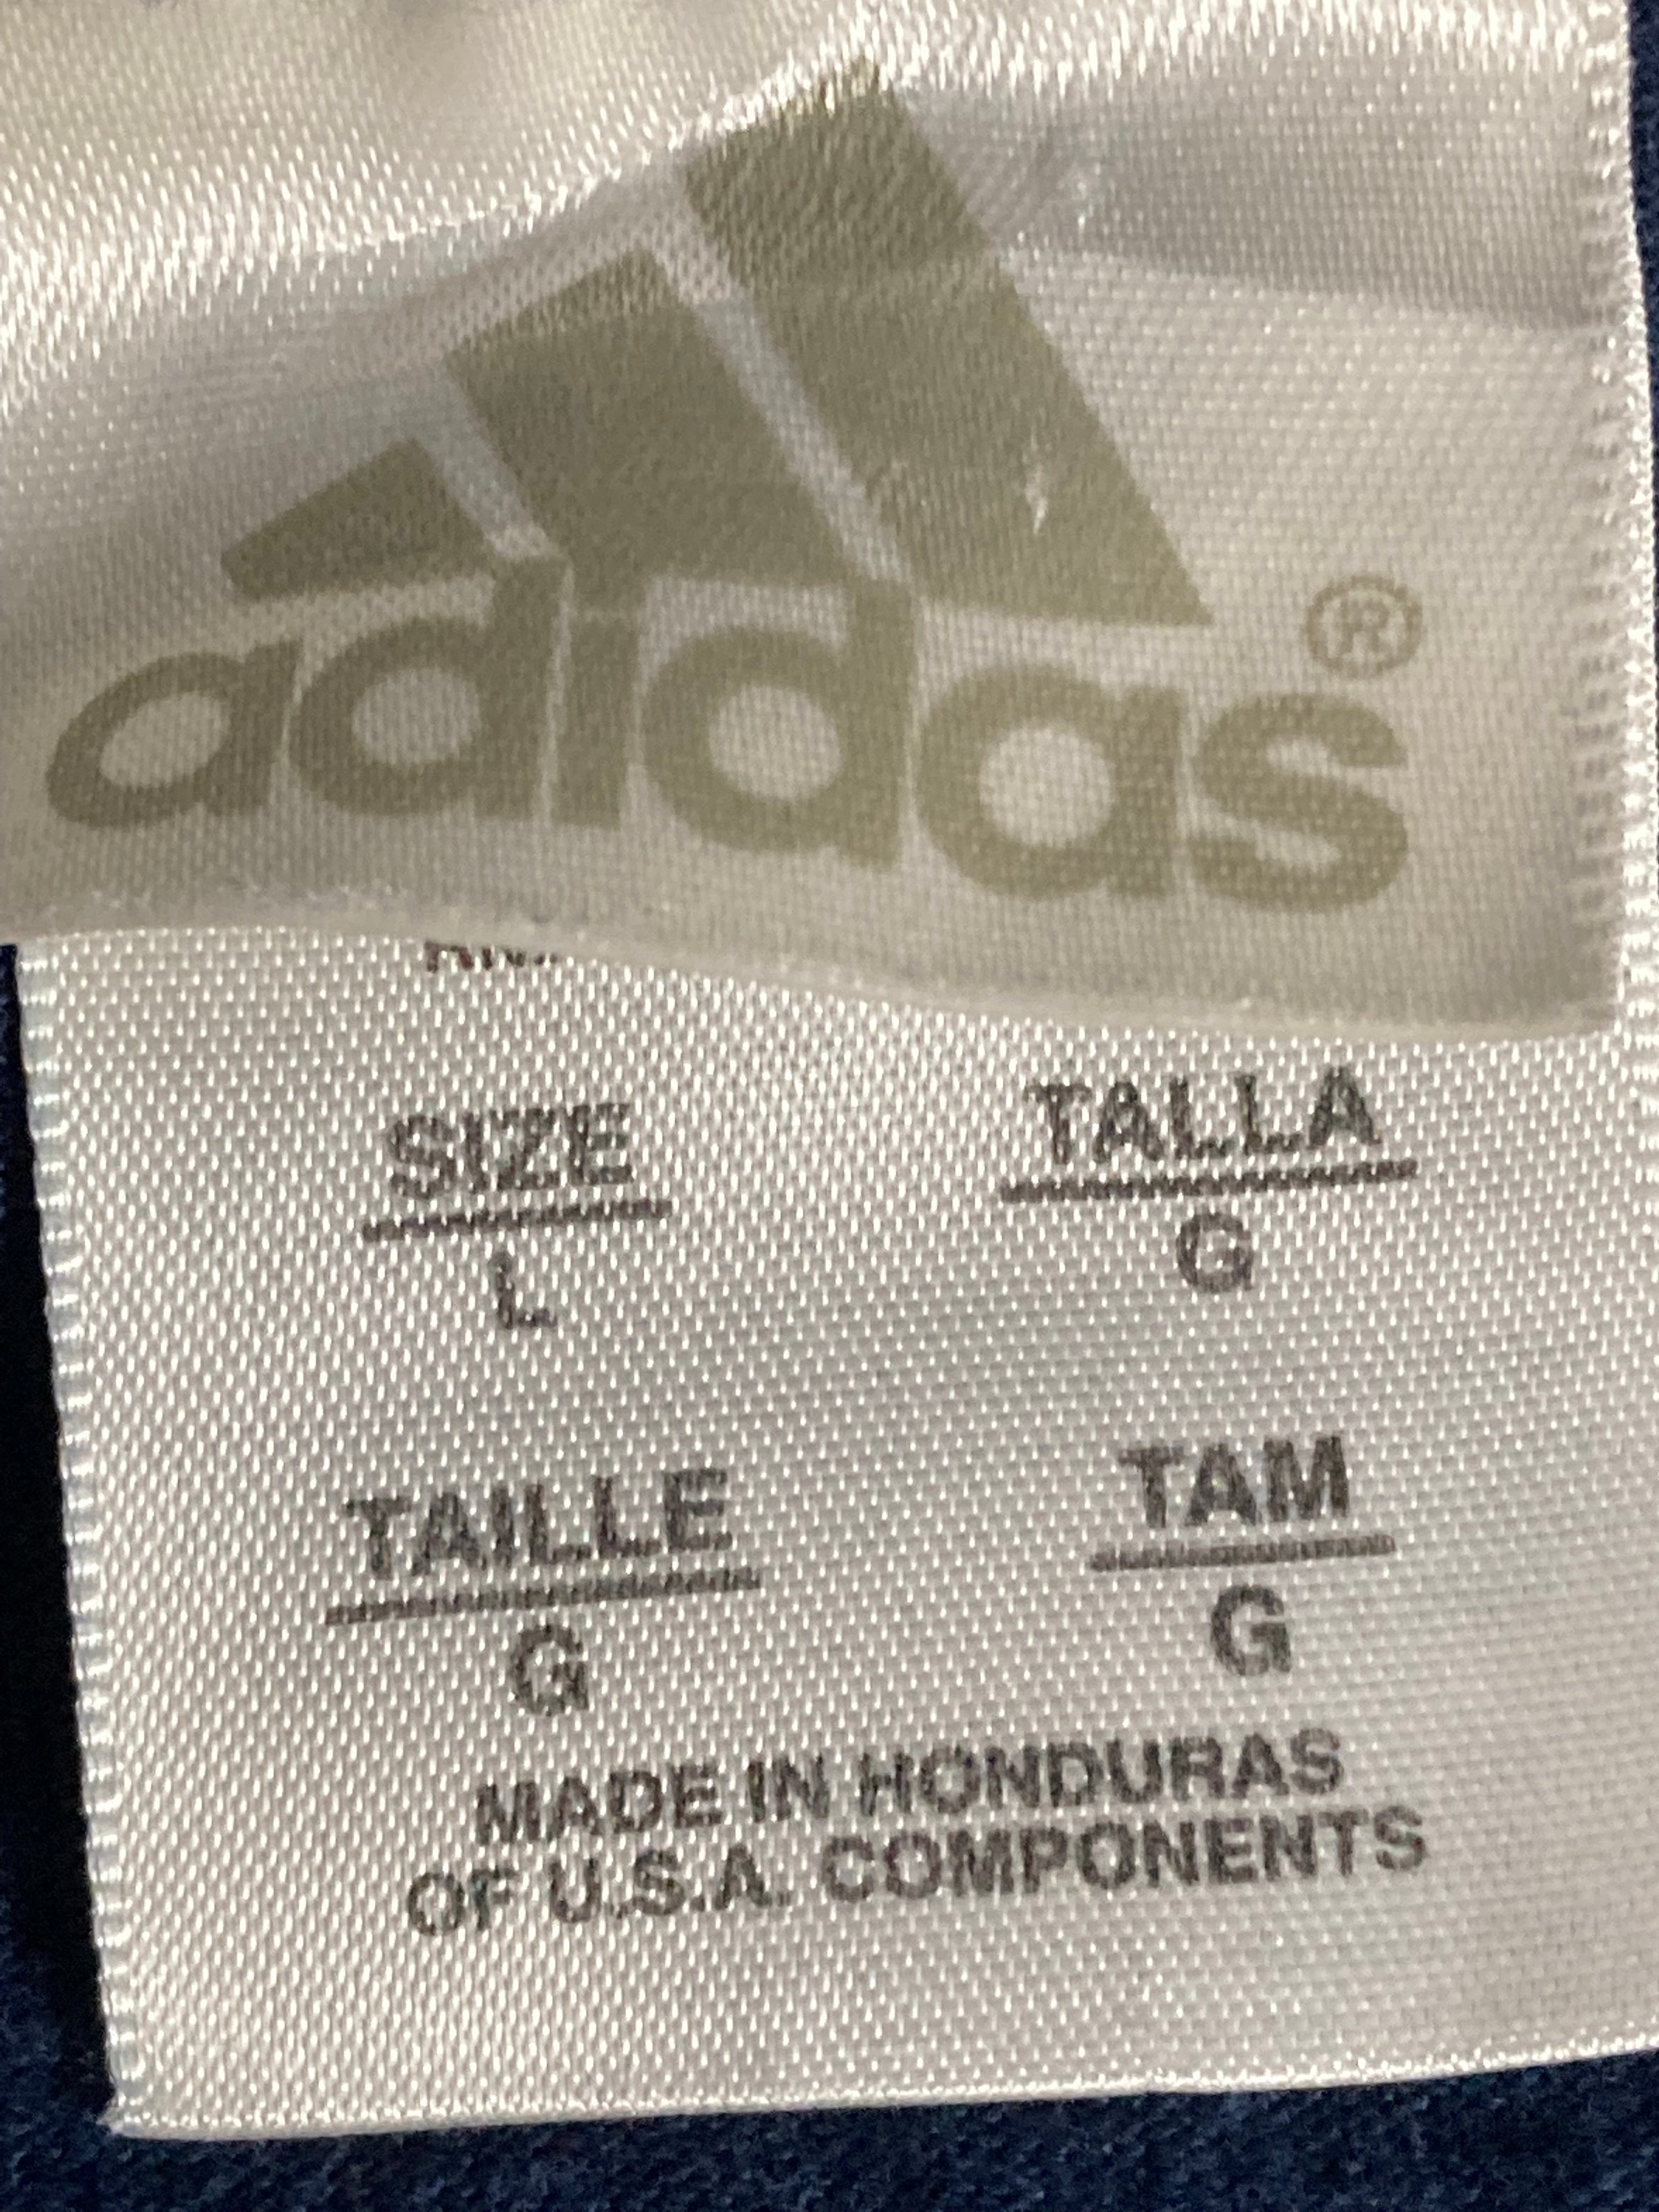 adidas®
SIZE TALLA
L G
TAILLE TAM
G G
MADE IN HONDURAS
OF U.S.A. COMPONENTS